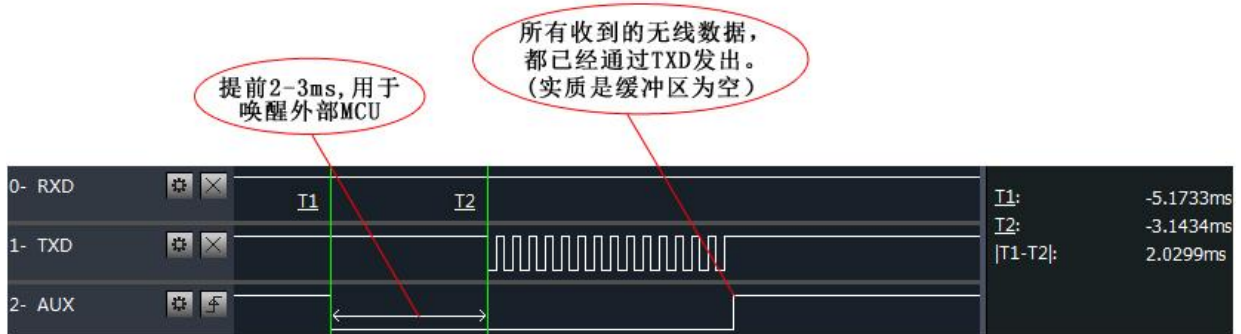 所有收到的无线数据，
都已经通过TXD发出。
(实质是缓冲区为空)
提前2-3ms,用于
唤醒外部MCU
0- RXD
T1
T2
T1: -5.1733ms
T2: -3.1434ms
|T1-T2|: 2.0299ms
1- TXD
2- AUX